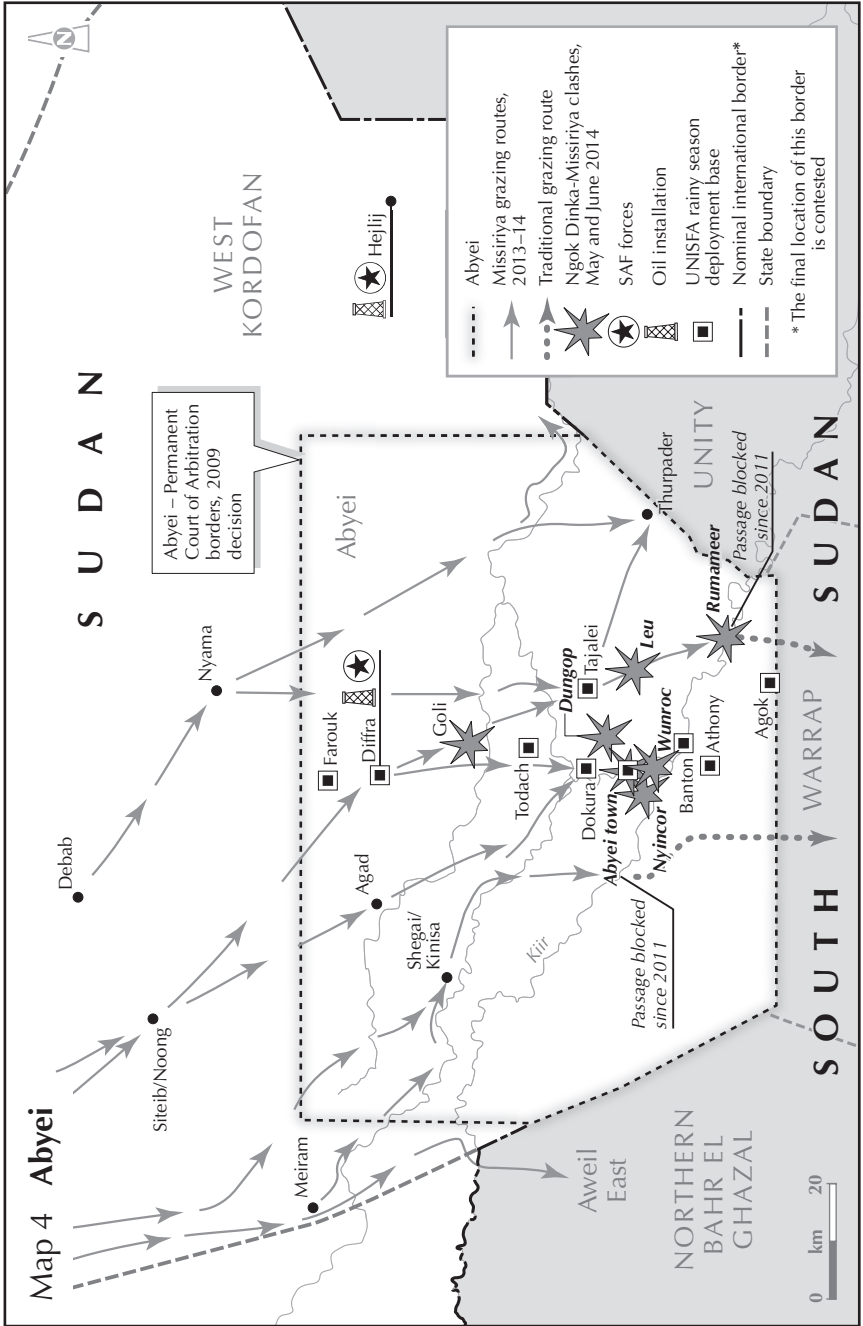 Map 4 Abyei
N
SUDAN
WEST
KORDOFAN
Hejlij
Abyei – Permanent
Court of Arbitration
borders, 2009
decision
Debab
Nyama
Siteib/Noong
Meiram
Abyei
Farouk
Diffra
Agad
Goli
Shegai/
Kinisa
Todach
Dungop
Tajalei
Dokura
Leu
Thurpader
Abyei town
Nyincor
Wunroc
Rumameer
Banton
Athony
Agok
Kiir
Passage blocked
since 2011
Passage blocked
since 2011
UNITY
WARRAP
Aweil
East
NORTHERN
BAHR EL
GHAZAL
SOUTH SUDAN
0 km 20
Abyei
Missiriya grazing routes,
2013–14
Traditional grazing route
Ngok Dinka-Missiriya clashes,
May and June 2014
SAF forces
Oil installation
UNISFA rainy season
deployment base
Nominal international border*
State boundary
* The final location of this border
is contested